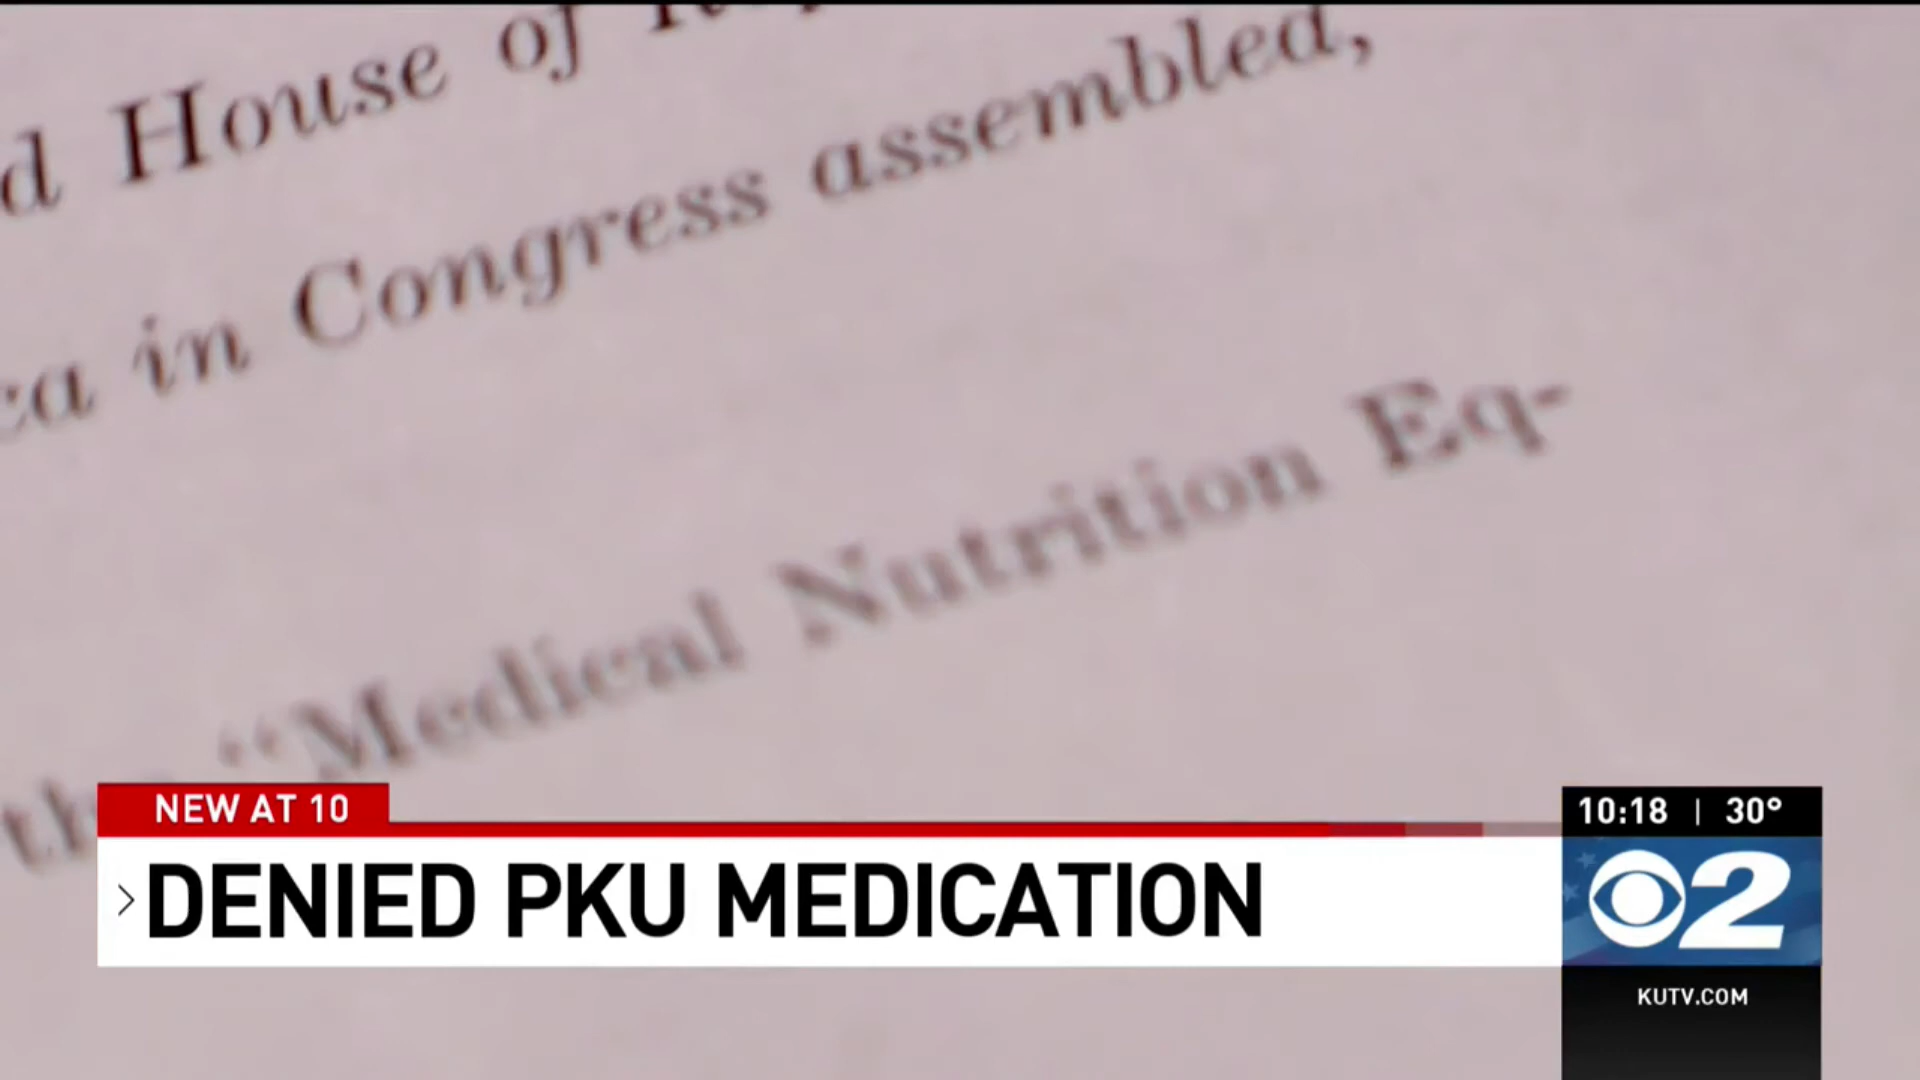 d House of
ca in Congress assembled,
"Medical Nutrition Eq-
NEW AT 10
DENIED PKU MEDICATION
10:18 | 30°
2
KUTV.COM